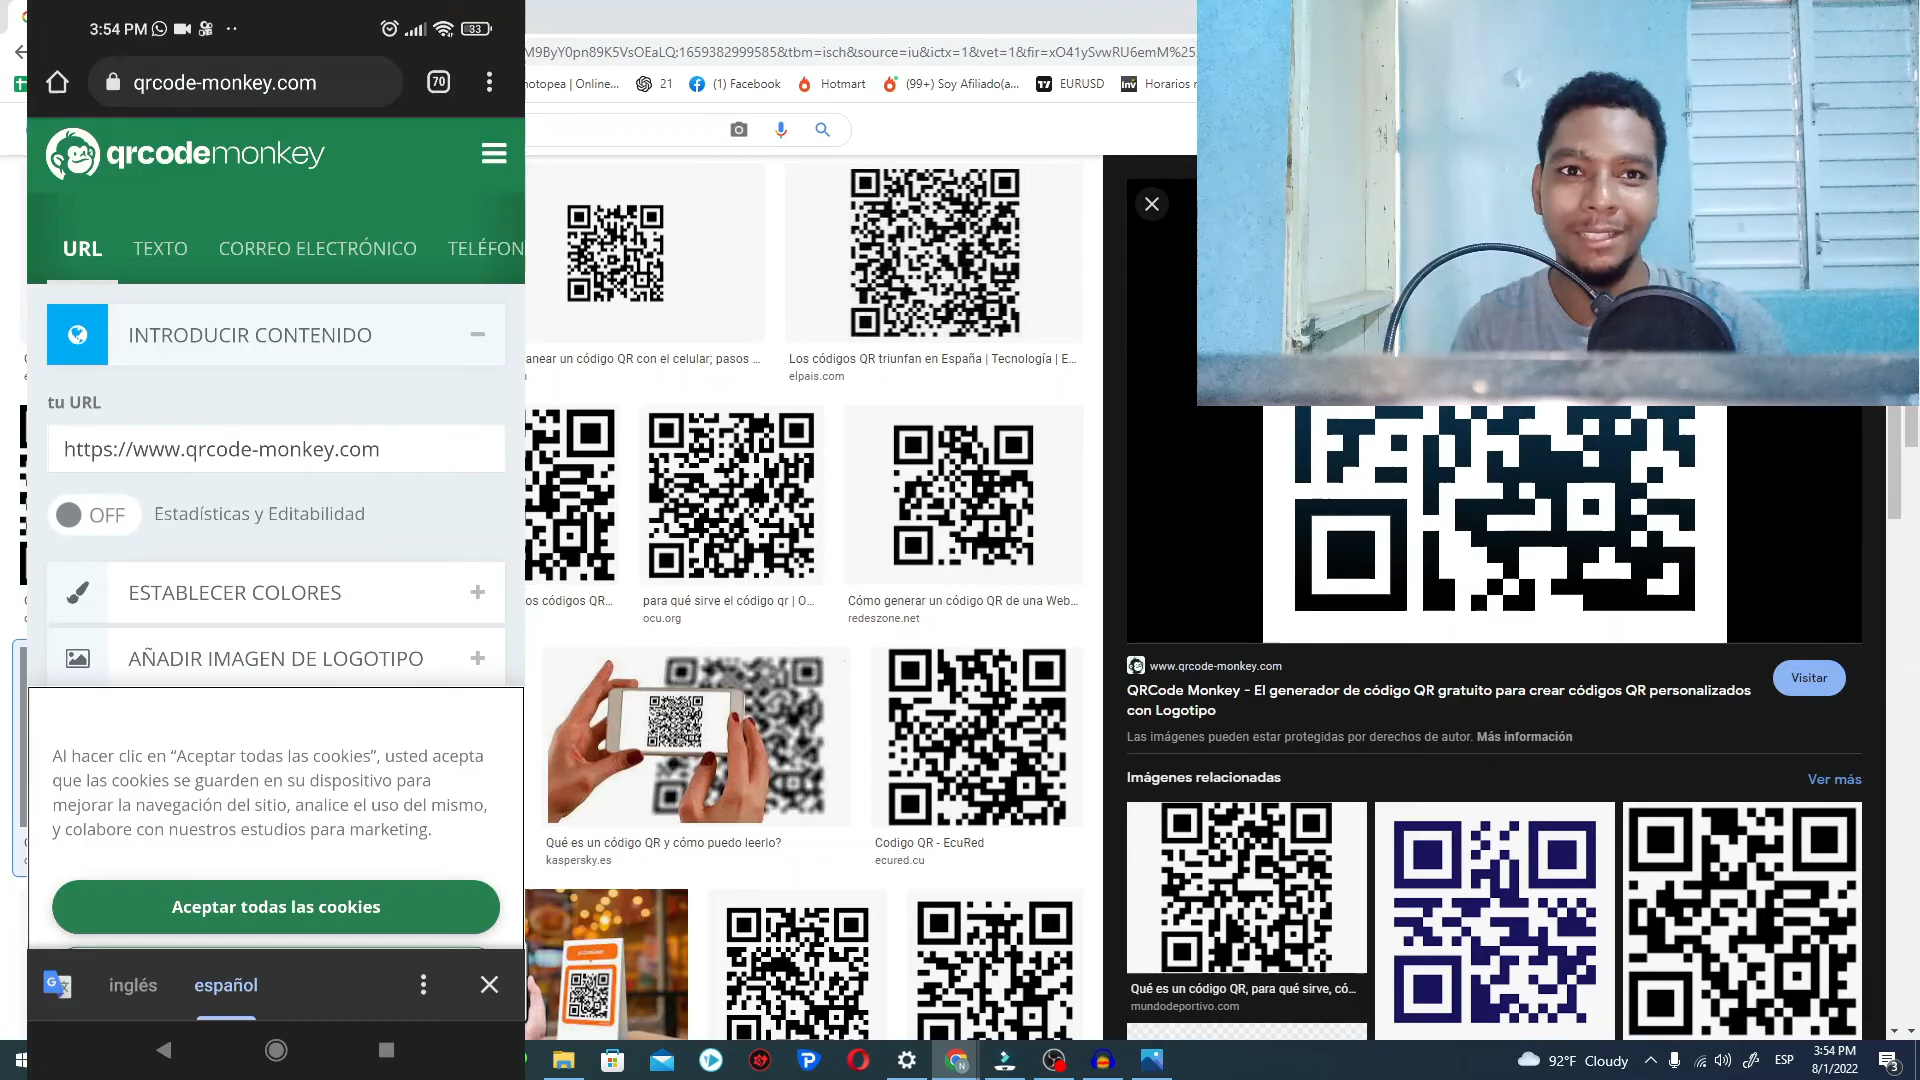 3:54 PM
33
qrcode-monkey.com
70
qrcodemonkey
URL
TEXTO
CORREO ELECTRÓNICO
TELÉFON
INTRODUCIR CONTENIDO
tu URL
https://www.qrcode-monkey.com
OFF
Estadísticas y Editabilidad
ESTABLECER COLORES
AÑADIR IMAGEN DE LOGOTIPO
Al hacer clic en “Aceptar todas las cookies”, usted acepta
que las cookies se guarden en su dispositivo para
mejorar la navegación del sitio, analice el uso del mismo,
y colabore con nuestros estudios para marketing.
Aceptar todas las cookies
inglés
español
M9ByY0pn89K5VsOEaLQ:1659382999585&tbm=isch&source=iu&ictx=1&vet=1&fir=xO41ySvwRU6emM%25
otopea | Online...
21
(1) Facebook
Hotmart
(99+) Soy Afiliado(a...
EURUSD
Inv
Horarios
anear un código QR con el celular; pasos ...
Los códigos QR triunfan en España | Tecnología | E...
elpais.com
os códigos QR...
para qué sirve el código qr | O...
ocu.org
Cómo generar un código QR de una Web...
redeszone.net
Qué es un código QR y cómo puedo leerlo?
kaspersky.es
Codigo QR - EcuRed
ecured.cu
www.qrcode-monkey.com
QRCode Monkey - El generador de código QR gratuito para crear códigos QR personalizados
con Logotipo
Visitar
Las imágenes pueden estar protegidas por derechos de autor. Más información
Imágenes relacionadas
Ver más
Qué es un código QR, para qué sirve, có...
mundodeportivo.com
92°F Cloudy
ESP
3:54 PM
8/1/2022
3